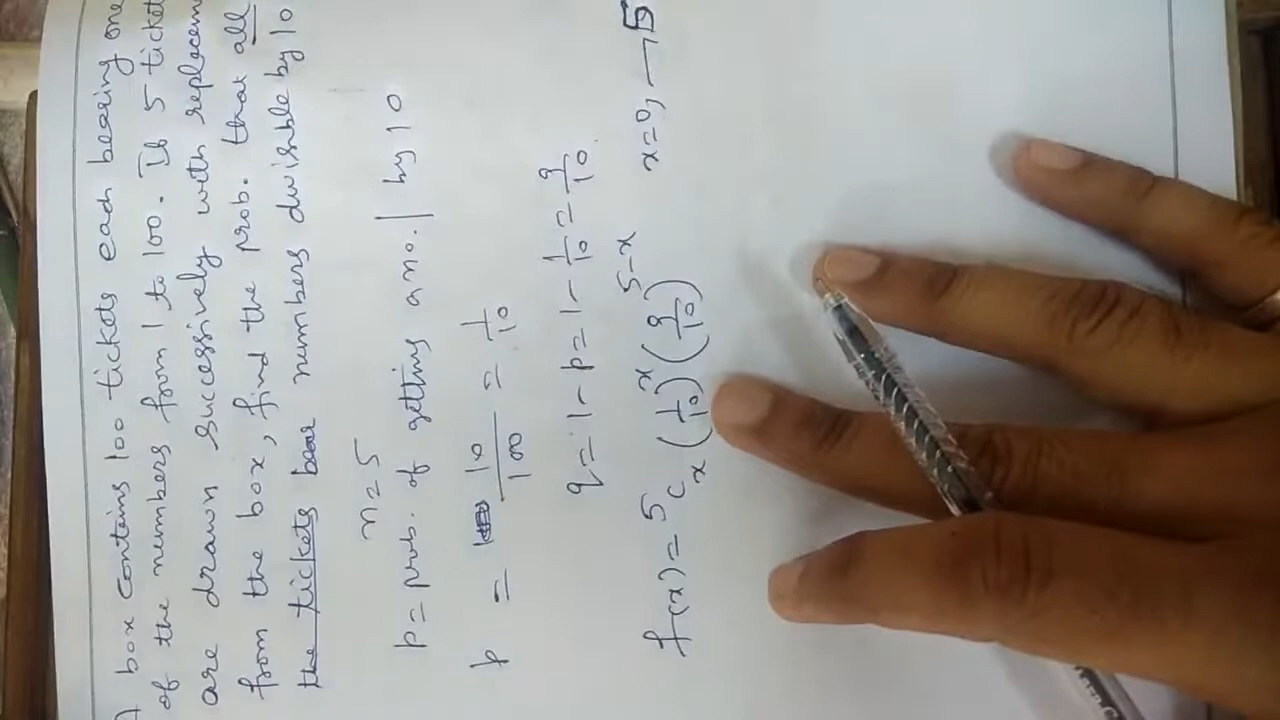 A box contains 100 tickets each bearing one
of the numbers from 1 to 100. If 5 ticket
are drawn successively with replacem
from the box, find the prob. that all
the tickets bear numbers divisible by 10
n=5
p = prob. of getting a no. | by 10
p = 10/100 = 1/10
q = 1 - p = 1 - 1/10 = 9/10.
f(x) = 5Cx (1/10)^x (9/10)^5-x x=0, — 5